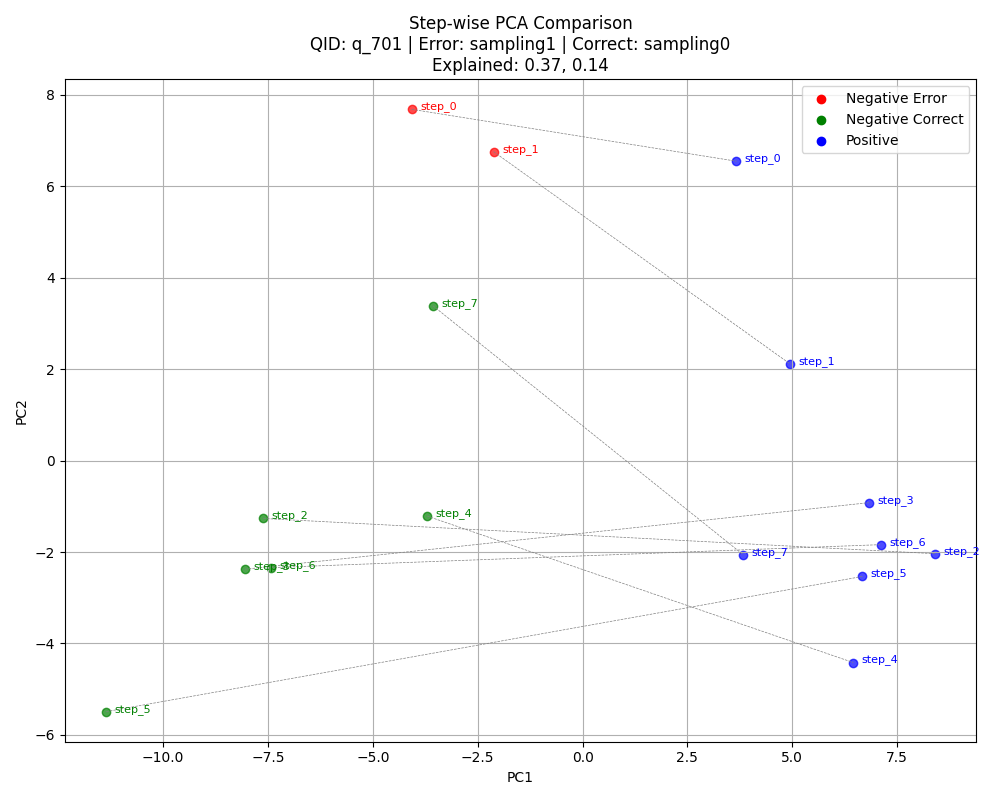 Step-wise PCA Comparison
QID: q_701 | Error: sampling1 | Correct: sampling0
Explained: 0.37, 0.14
Negative Error
Negative Correct
Positive
step_0
step_1
step_0
step_7
step_1
step_3
step_2
step_4
step_6
step_2
step_7
step_3
step_6
step_5
step_4
step_5
8
6
4
2
0
−2
−4
−6
PC2
−10.0
−7.5
−5.0
−2.5
0.0
2.5
5.0
7.5
PC1